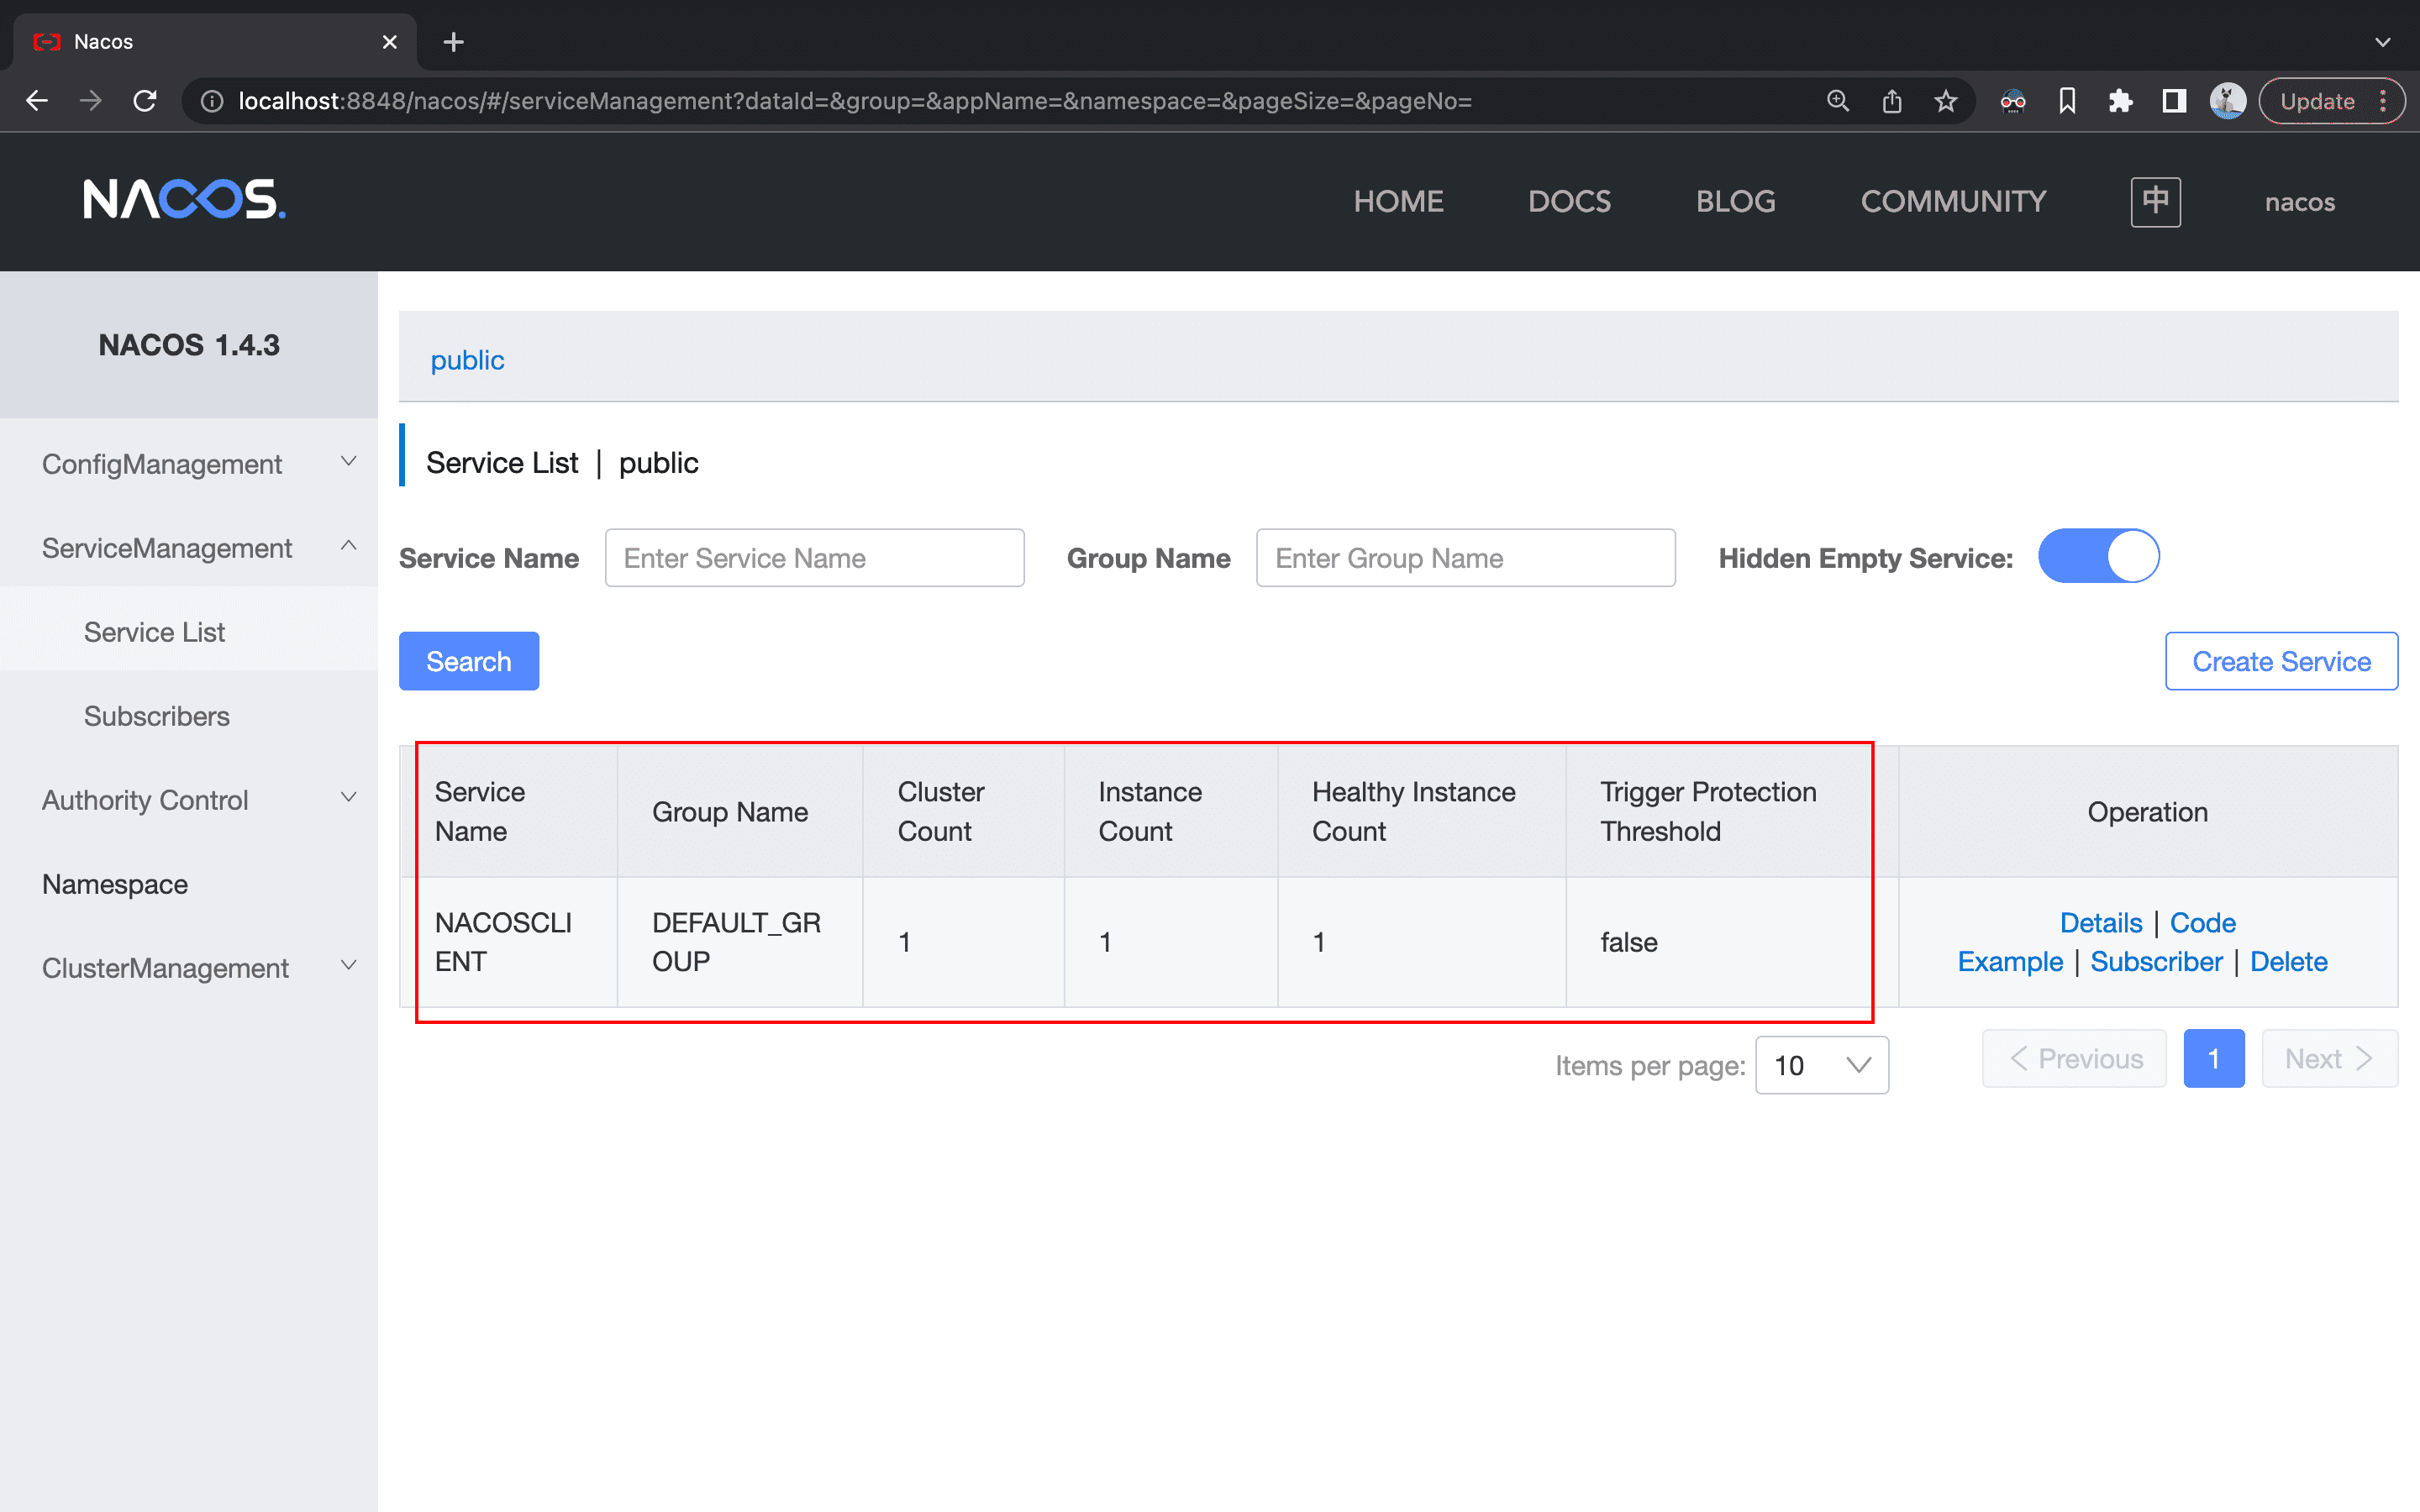 Nacos
localhost:8848/nacos/#/serviceManagement?dataId=&group=&appName=&namespace=&pageSize=&pageNo=
Update
NACOS.
HOME
DOCS
BLOG
COMMUNITY
中
nacos
NACOS 1.4.3
ConfigManagement
ServiceManagement
Service List
Subscribers
Authority Control
Namespace
ClusterManagement
public
Service List | public
Service Name
Enter Service Name
Group Name
Enter Group Name
Hidden Empty Service:
Search
Create Service
Service
Name
Group Name
Cluster
Count
Instance
Count
Healthy Instance
Count
Trigger Protection
Threshold
Operation
NACOSCLI
ENT
DEFAULT_GR
OUP
1
1
1
false
Details | Code
Example | Subscriber | Delete
Items per page:
10
Previous
1
Next